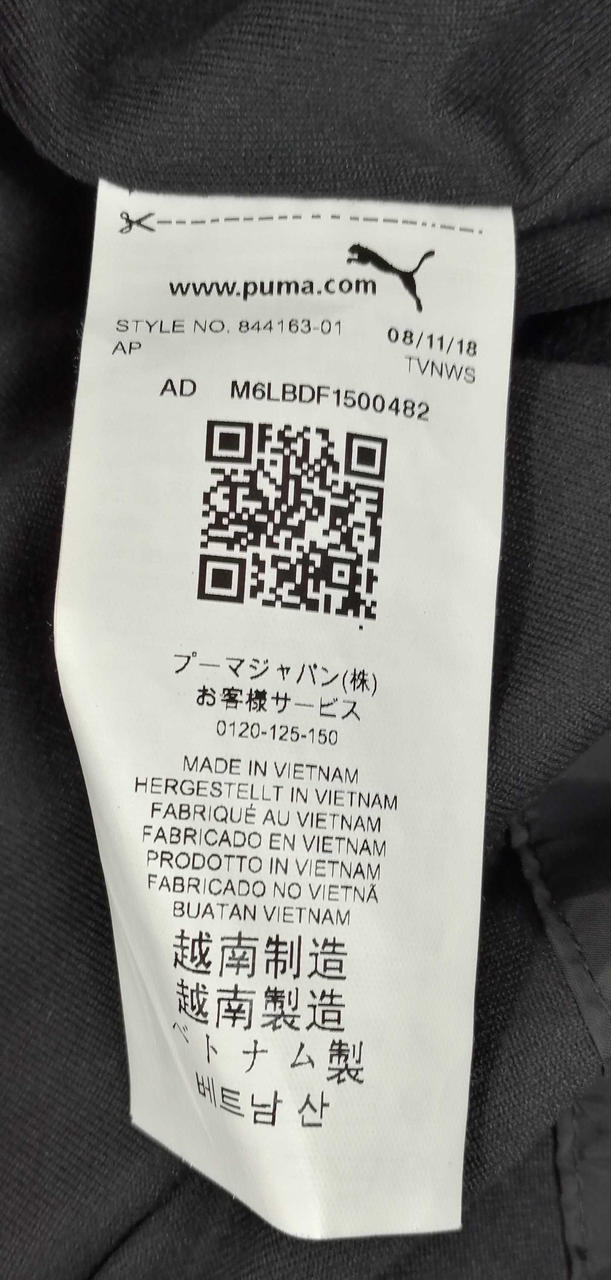 www.puma.com
STYLE NO. 844163-01 08/11/18
AP TVNWS
AD M6LBDF1500482
プーマジャパン(株)
お客様サービス
0120-125-150
MADE IN VIETNAM
HERGESTELLT IN VIETNAM
FABRIQUÉ AU VIETNAM
FABRICADO EN VIETNAM
PRODOTTO IN VIETNAM
FABRICADO NO VIETNÃ
BUATAN VIETNAM
越南制造
越南製造
ベトナム製
베트남 산